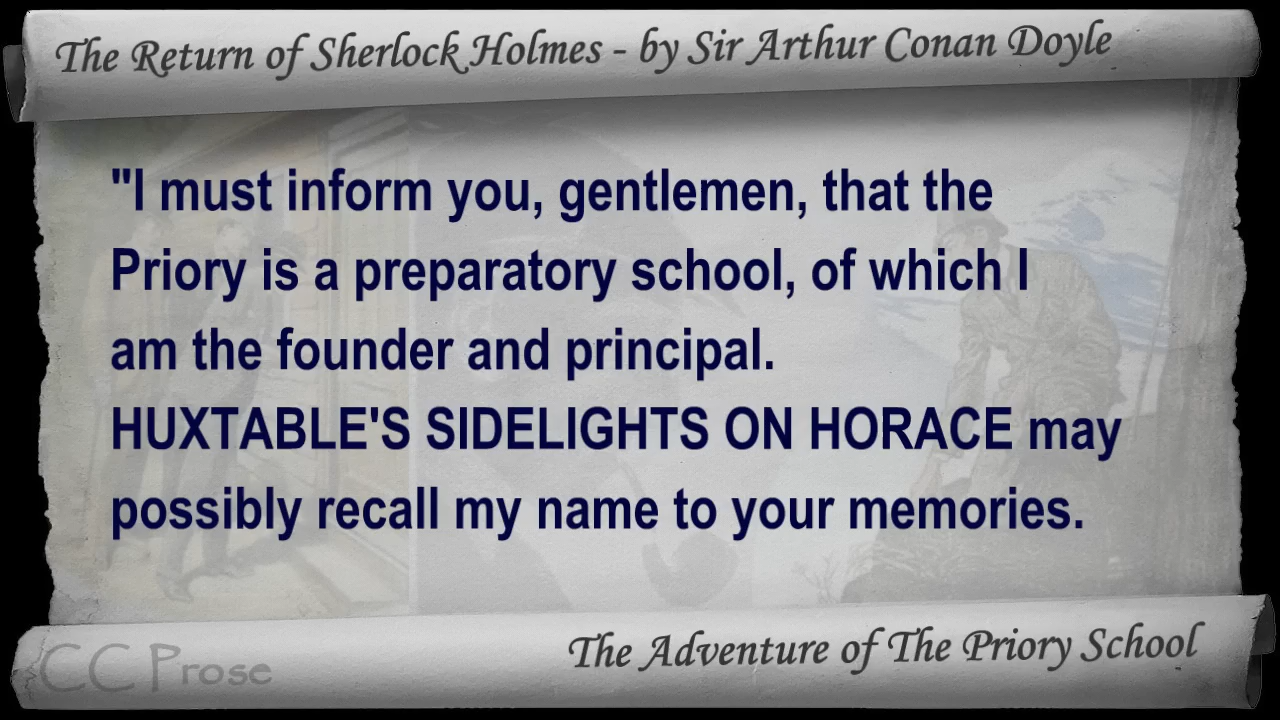 The Return of Sherlock Holmes - by Sir Arthur Conan Doyle
"I must inform you, gentlemen, that the
Priory is a preparatory school, of which I
am the founder and principal.
HUXTABLE'S SIDELIGHTS ON HORACE may
possibly recall my name to your memories.
The Adventure of The Priory School
CC Prose